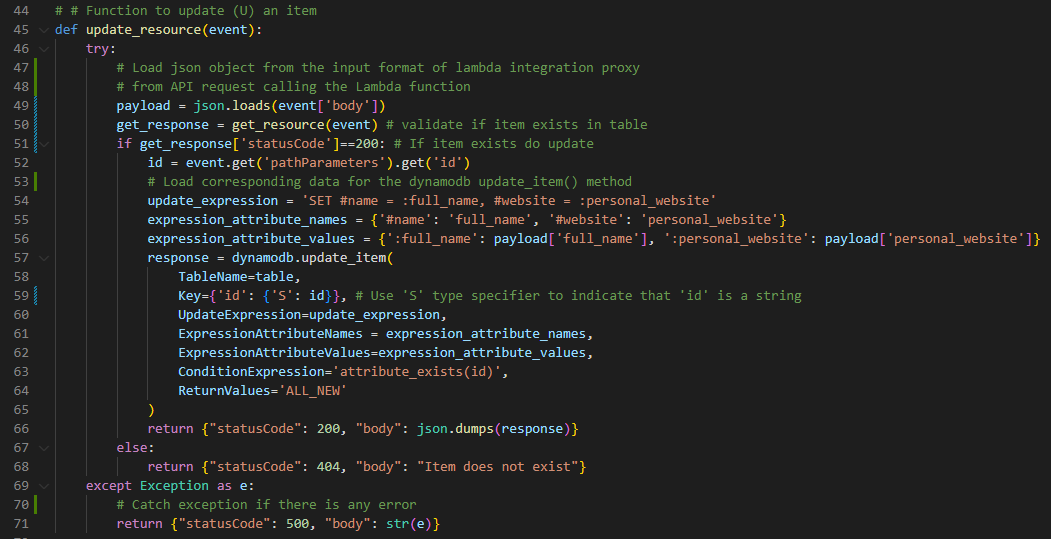 44 # # Function to update (U) an item
45 def update_resource(event):
46     try:
47         # Load json object from the input format of lambda integration proxy
48         # from API request calling the Lambda function
49         payload = json.loads(event['body'])
50         get_response = get_resource(event) # validate if item exists in table
51         if get_response['statusCode']==200: # If item exists do update
52             id = event.get('pathParameters').get('id')
53             # Load corresponding data for the dynamodb update_item() method
54             update_expression = 'SET #name = :full_name, #website = :personal_website'
55             expression_attribute_names = {'#name': 'full_name', '#website': 'personal_website'}
56             expression_attribute_values = {':full_name': payload['full_name'], ':personal_website': payload['personal_website']}
57             response = dynamodb.update_item(
58                 TableName=table,
59                 Key={'id': {'S': id}}, # Use 'S' type specifier to indicate that 'id' is a string
60                 UpdateExpression=update_expression,
61                 ExpressionAttributeNames = expression_attribute_names,
62                 ExpressionAttributeValues=expression_attribute_values,
63                 ConditionExpression='attribute_exists(id)',
64                 ReturnValues='ALL_NEW'
65             )
66             return {"statusCode": 200, "body": json.dumps(response)}
67         else:
68             return {"statusCode": 404, "body": "Item does not exist"}
69     except Exception as e:
70         # Catch exception if there is any error
71         return {"statusCode": 500, "body": str(e)}